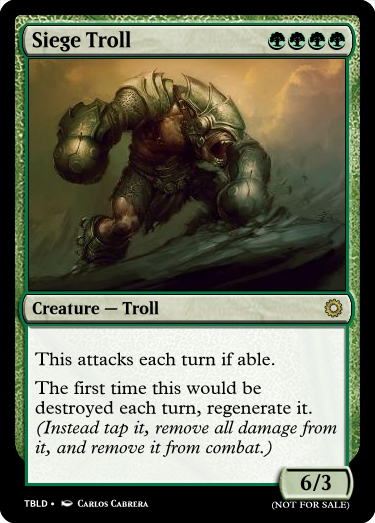 Siege Troll
Creature — Troll
This attacks each turn if able.
The first time this would be
destroyed each turn, regenerate it.
(Instead tap it, remove all damage from
it, and remove it from combat.)
6/3
TBLD • Carlos Cabrera
(NOT FOR SALE)